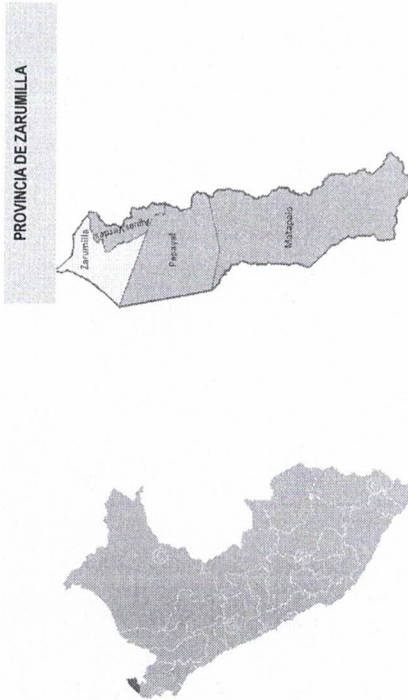 PROVINCIA DE ZARUMILLA
Zarumilla
Aguas Verdes
Papayal
Matapalo